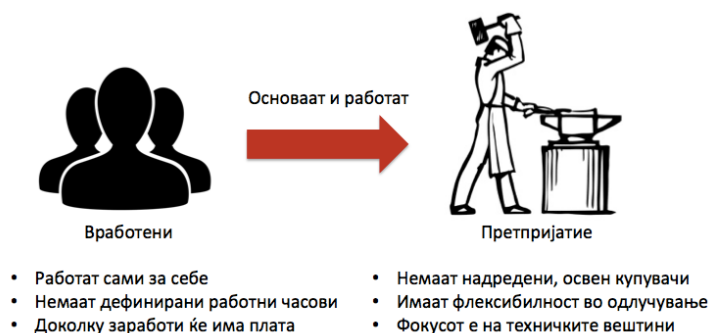 Основаат и работат
Вработени
Претпријатие
• Работат сами за себе
• Немаат дефинирани работни часови
• Доколку заработи ќе има плата
• Немаат надредени, освен купувачи
• Имаат флексибилност во одлучување
• Фокусот е на техничките вештини